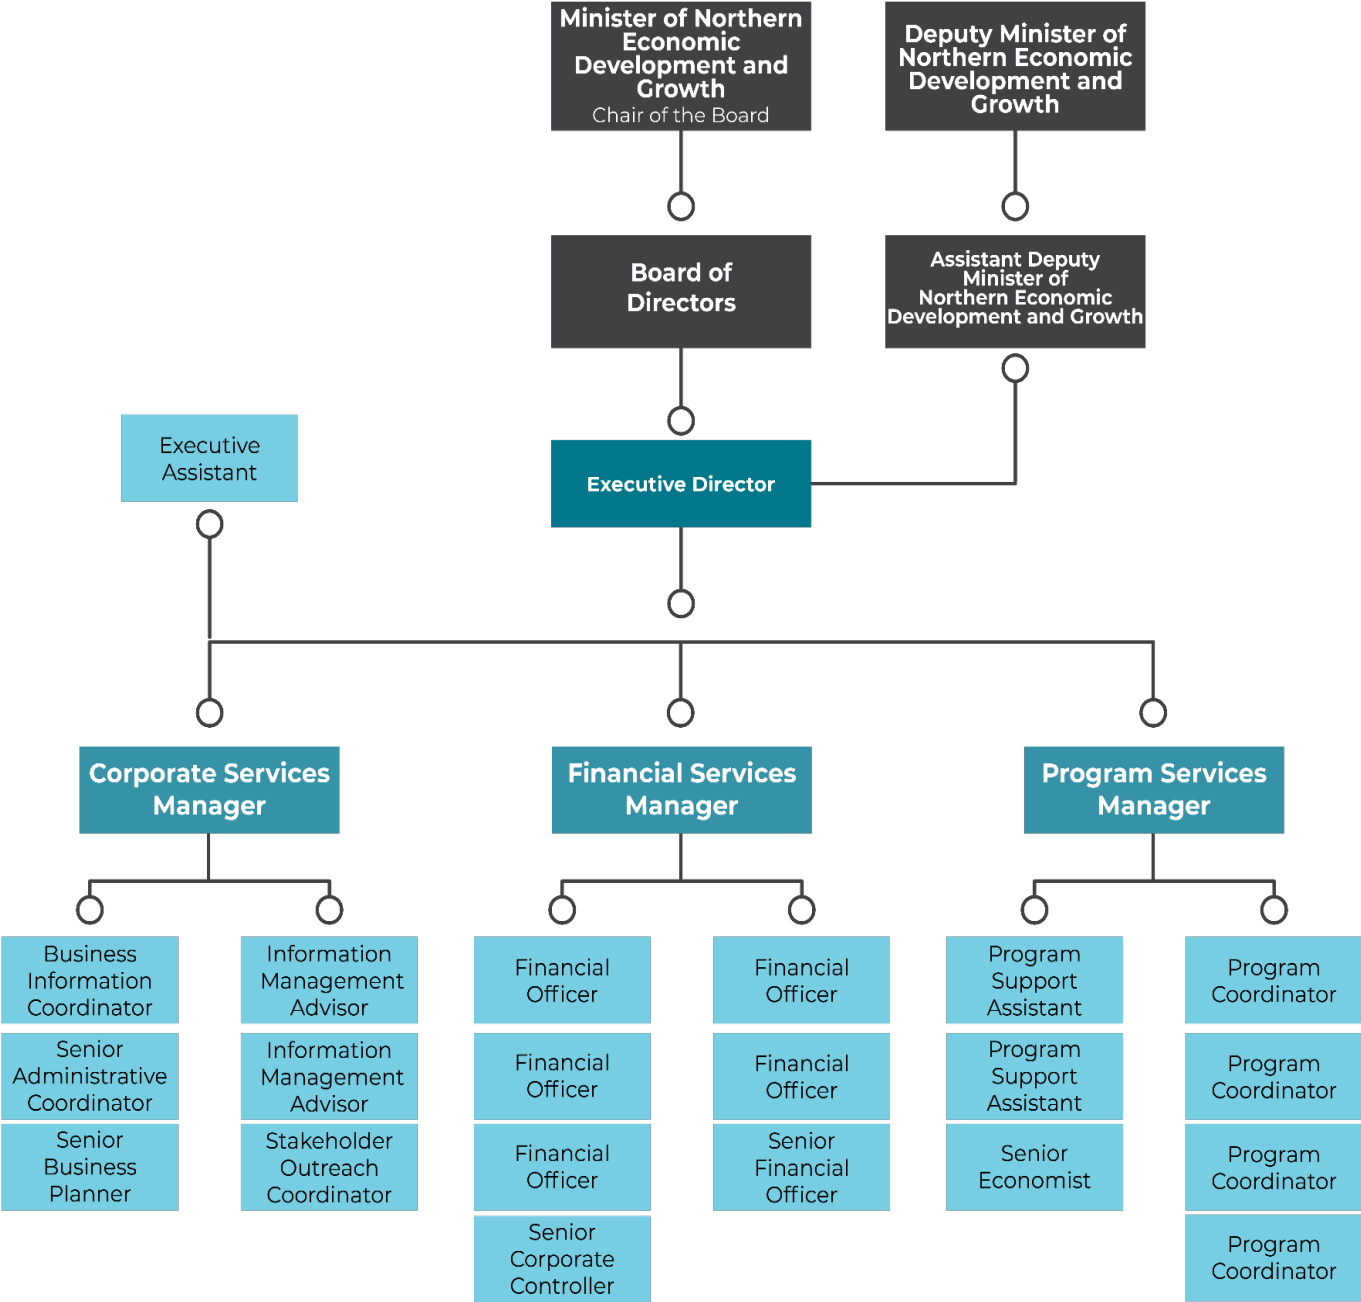 Minister of Northern
Economic
Development and
Growth
Chair of the Board
Deputy Minister of
Northern Economic
Development and
Growth
Board of
Directors
Assistant Deputy
Minister of
Northern Economic
Development and Growth
Executive
Assistant
Executive Director
Corporate Services
Manager
Financial Services
Manager
Program Services
Manager
Business
Information
Coordinator
Senior
Administrative
Coordinator
Senior
Business
Planner
Information
Management
Advisor
Information
Management
Advisor
Stakeholder
Outreach
Coordinator
Financial
Officer
Financial
Officer
Financial
Officer
Senior
Corporate
Controller
Financial
Officer
Financial
Officer
Senior
Financial
Officer
Program
Support
Assistant
Program
Support
Assistant
Senior
Economist
Program
Coordinator
Program
Coordinator
Program
Coordinator
Program
Coordinator